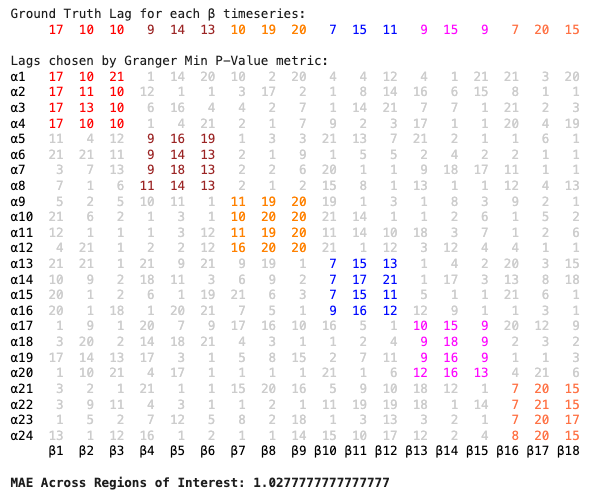 Ground Truth Lag for each β timeseries:
17 10 10 9 14 13 10 19 20 7 15 11 9 15 9 7 20 15
Lags chosen by Granger Min P-Value metric:
α1 17 10 21 1 14 20 10 2 20 4 4 12 4 1 21 21 3 20
α2 17 11 10 12 1 1 3 17 2 1 8 14 16 6 15 8 1 1
α3 17 13 10 6 16 4 4 2 7 1 14 21 7 7 1 21 2 3
α4 17 10 10 1 4 21 2 1 7 9 2 3 17 1 1 20 4 19
α5 11 4 12 9 16 19 1 3 3 21 13 7 21 2 1 1 6 1
α6 21 21 11 9 14 13 2 1 9 1 5 5 2 4 2 2 1 1
α7 3 7 13 9 18 13 2 2 6 20 1 1 9 18 17 11 1 1
α8 7 1 6 11 14 13 2 1 2 15 8 1 13 1 1 12 4 13
α9 5 2 5 10 11 1 11 19 20 19 1 3 1 8 3 9 2 1
α10 21 6 2 1 3 1 10 20 20 21 14 1 1 2 6 1 5 2
α11 12 1 1 1 3 12 11 19 20 11 14 10 18 3 7 1 2 6
α12 4 21 1 2 2 12 16 20 20 21 1 12 3 12 4 4 1 1
α13 21 21 1 21 9 21 9 19 1 7 15 13 1 4 2 20 3 15
α14 10 9 2 18 11 3 6 9 2 7 17 21 1 17 3 13 8 18
α15 20 1 2 6 1 19 21 6 3 7 15 11 5 1 1 21 6 1
α16 20 1 18 1 20 21 7 5 1 9 16 12 12 9 1 1 3 1
α17 1 9 1 20 7 9 17 16 10 16 5 1 10 15 9 20 12 9
α18 3 20 2 14 18 21 4 3 1 1 2 4 9 18 9 2 3 2
α19 17 14 13 17 3 1 5 8 15 2 7 11 9 16 9 1 1 3
α20 1 10 21 4 17 1 1 1 1 21 1 6 12 16 13 4 21 6
α21 3 2 1 21 1 1 15 20 16 5 9 10 18 12 1 7 20 15
α22 3 9 11 4 3 1 1 2 1 11 19 19 18 1 14 7 21 15
α23 1 5 2 7 12 5 8 2 18 1 3 13 3 2 1 7 20 17
α24 13 1 12 16 1 2 1 1 14 15 10 17 12 2 4 8 20 15
β1 β2 β3 β4 β5 β6 β7 β8 β9 β10 β11 β12 β13 β14 β15 β16 β17 β18
MAE Across Regions of Interest: 1.0277777777777777